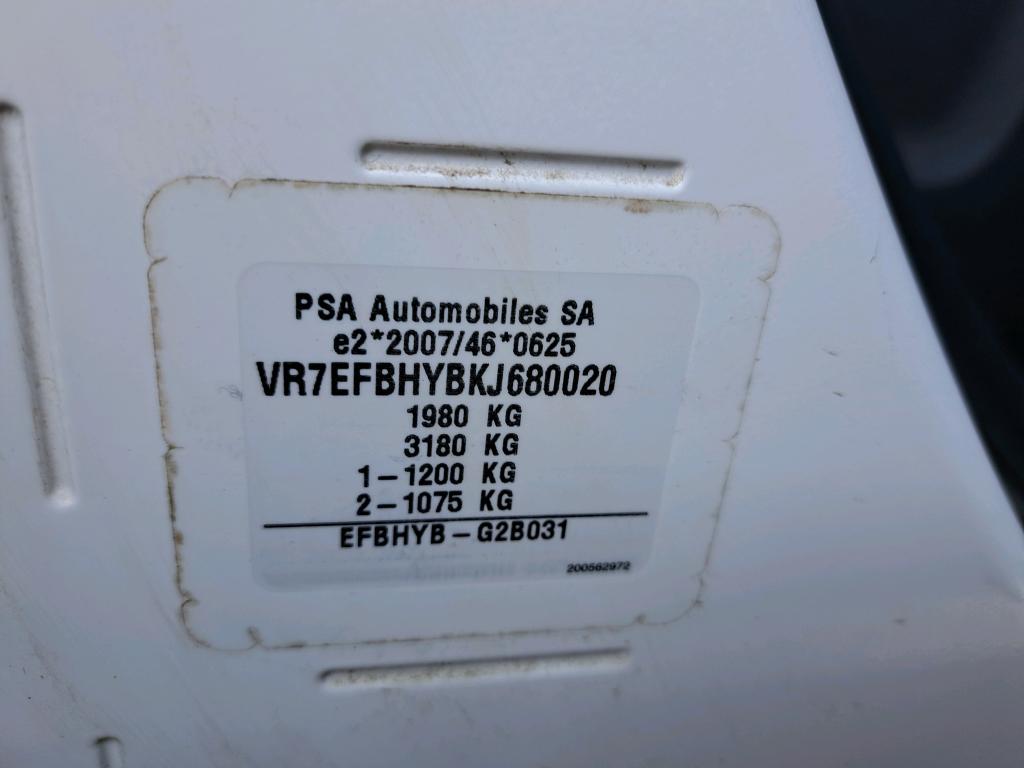 PSA Automobiles SA
e2*2007/46*0625
VR7EFBHYBKJ680020
1980 KG
3180 KG
1-1200 KG
2-1075 KG
EFBHYB-G2B031
200562972